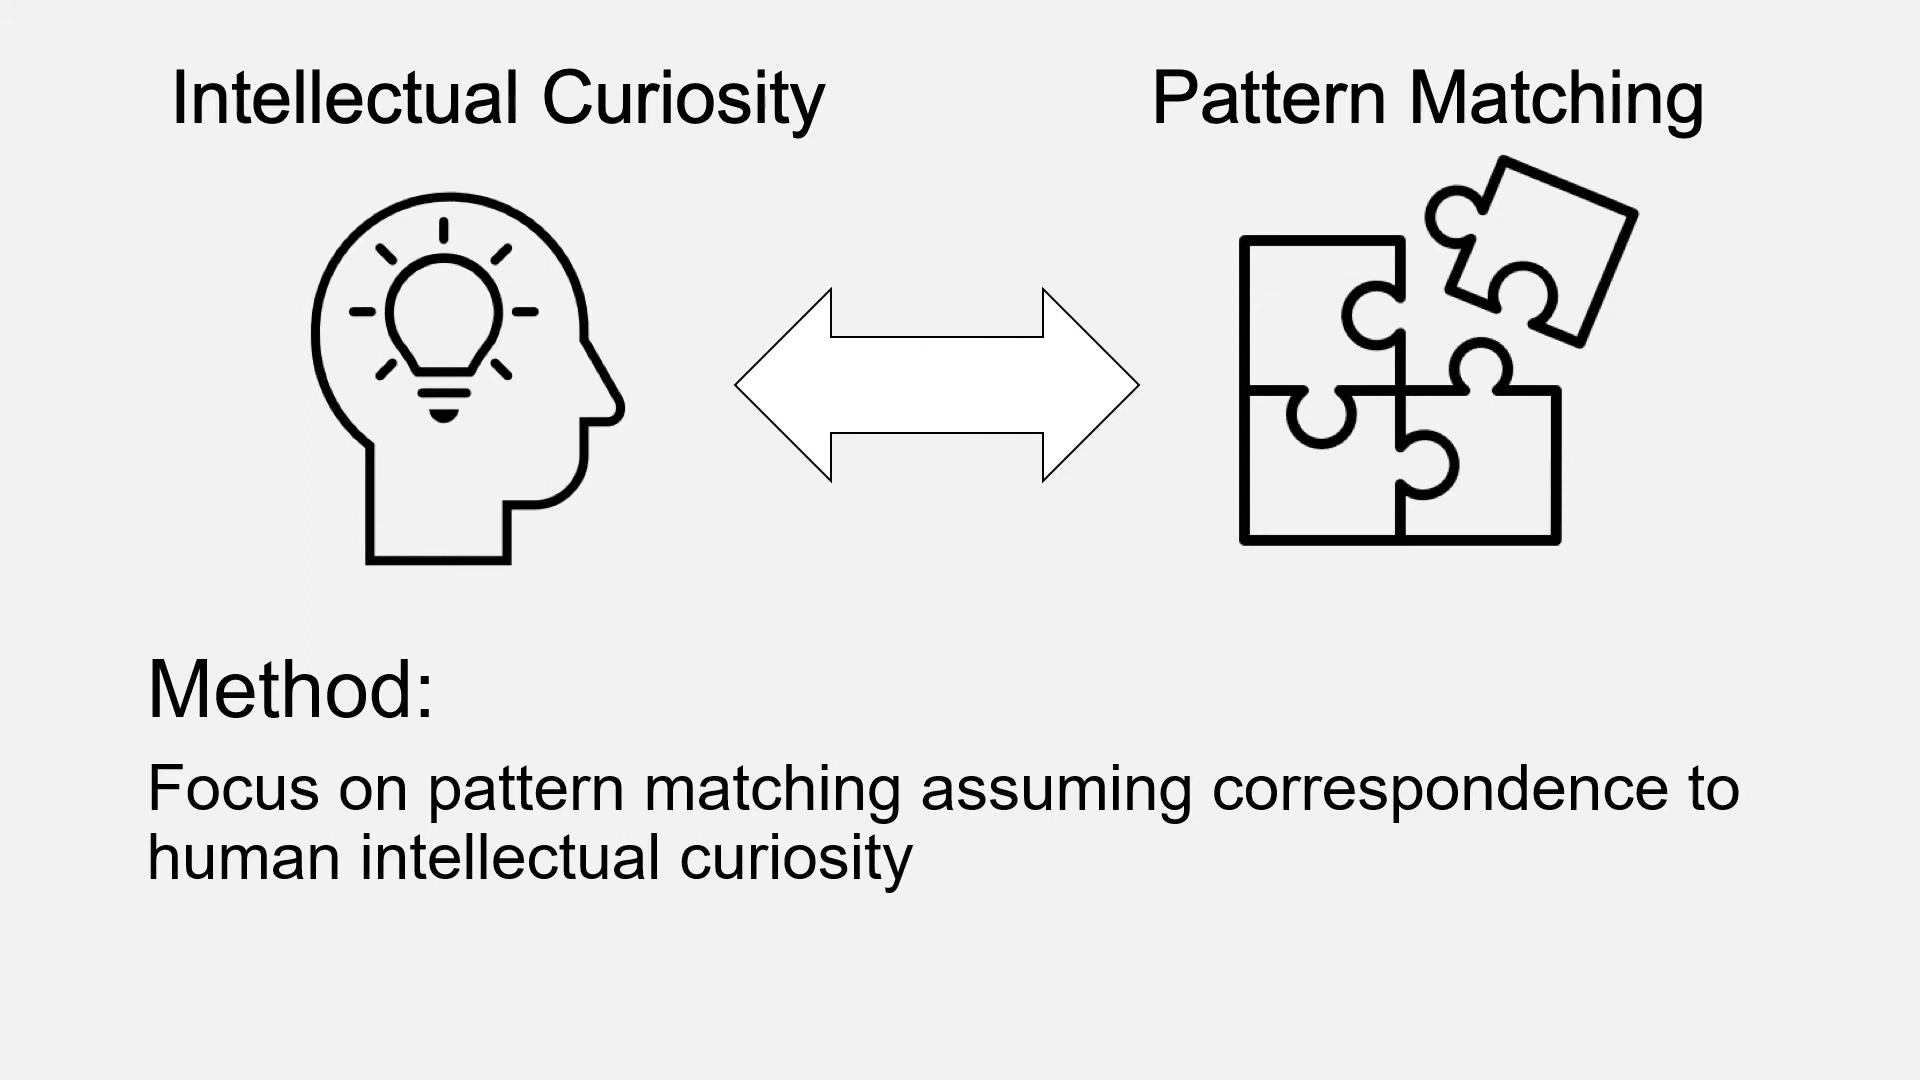 Intellectual Curiosity
Pattern Matching
Method:
Focus on pattern matching assuming correspondence to
human intellectual curiosity